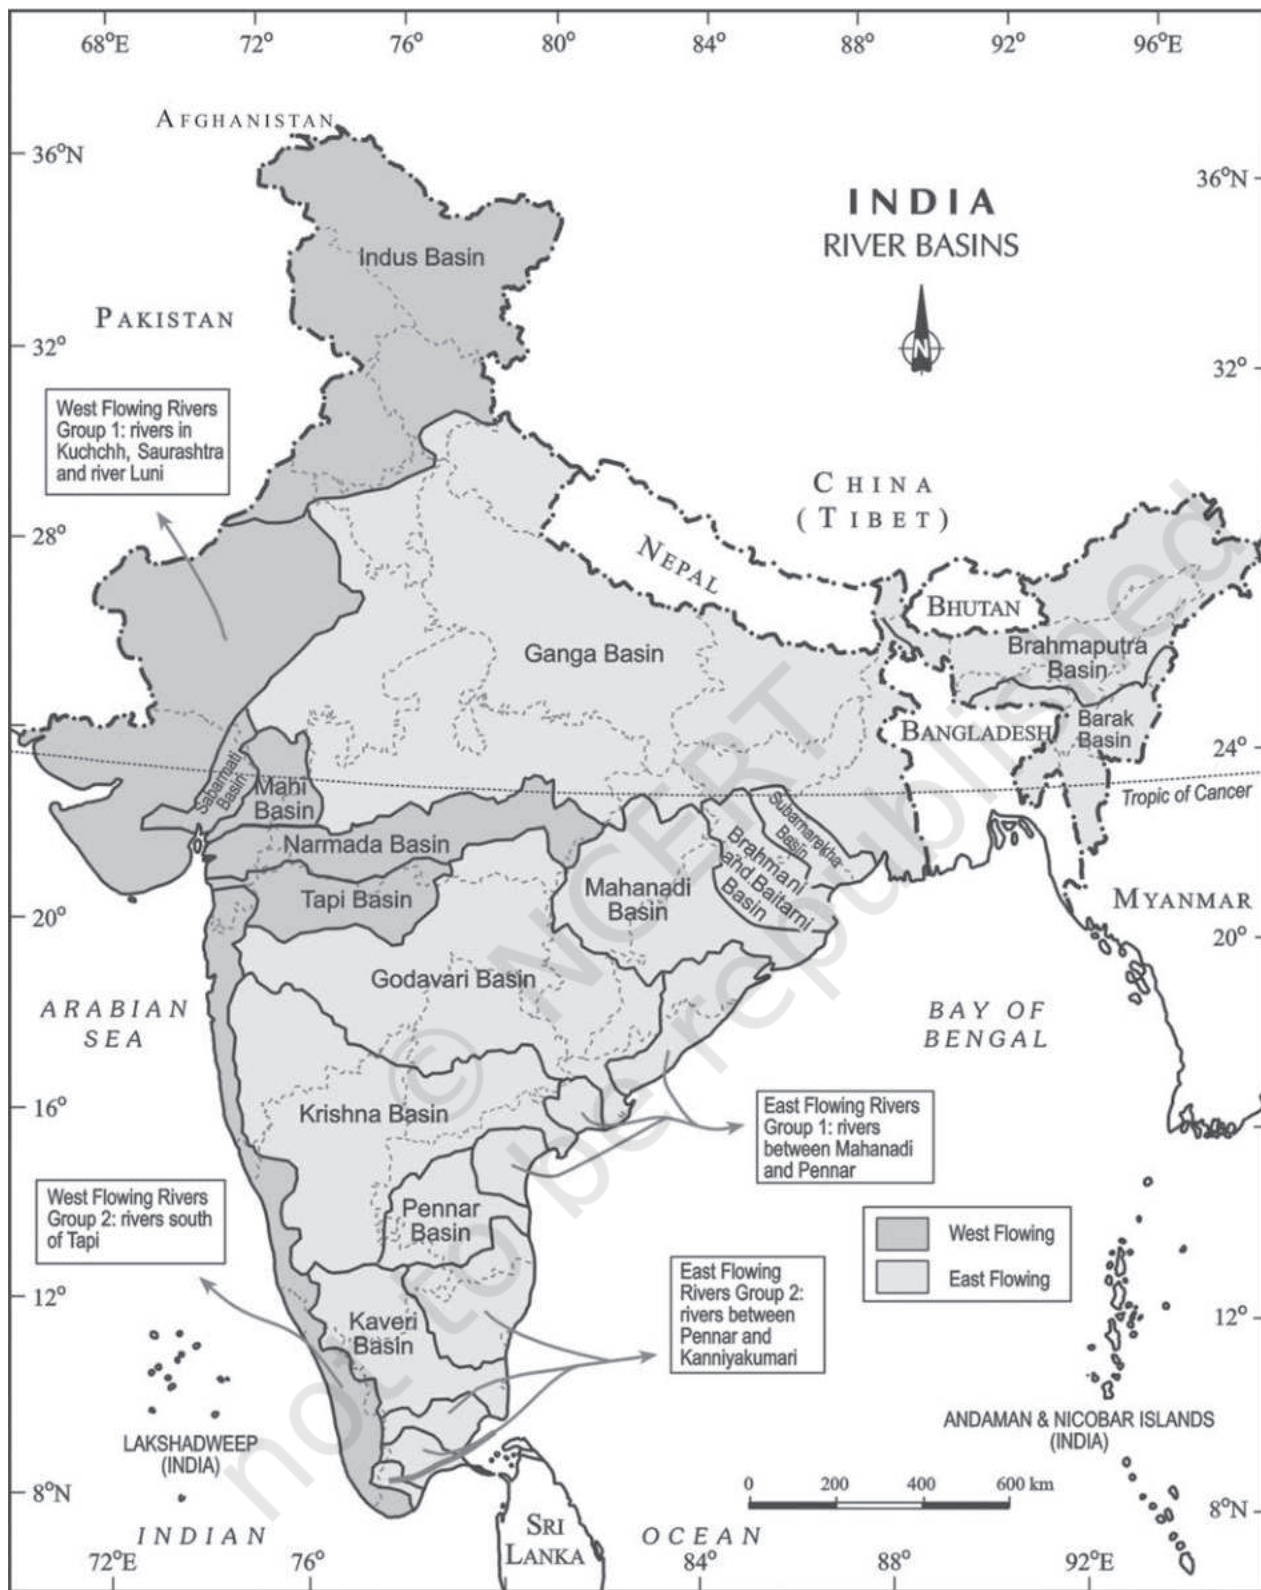 68°E 72° 76° 80° 84° 88° 92° 96°E
AFGHANISTAN
36°N
36°N
INDIA
RIVER BASINS
Indus Basin
N
PAKISTAN
32°
32°
West Flowing Rivers
Group 1: rivers in
Kuchchh, Saurashtra
and river Luni
CHINA
(TIBET)
28°
28°
NEPAL
BHUTAN
Ganga Basin
Brahmaputra
Basin
BANGLADESH
Barak
Basin
24°
Sabarmati
Basin
Mahi
Basin
Tropic of Cancer
Subarnarekha
Basin
Narmada Basin
Brahmani
and Baitarni
Basin
Tapi Basin
Mahanadi
Basin
MYANMAR
20°
20°
Godavari Basin
ARABIAN
SEA
BAY OF
BENGAL
16°
Krishna Basin
East Flowing Rivers
Group 1: rivers
between Mahanadi
and Pennar
West Flowing Rivers
Group 2: rivers south
of Tapi
Pennar
Basin
West Flowing
East Flowing
East Flowing
Rivers Group 2:
rivers between
Pennar and
Kanniyakumari
12°
12°
Kaveri
Basin
LAKSHADWEEP
(INDIA)
ANDAMAN & NICOBAR ISLANDS
(INDIA)
0 200 400 600 km
8°N
8°N
INDIAN OCEAN
SRI
LANKA
72°E 76° 84° 88° 92°E
© NCERT
not to be republished